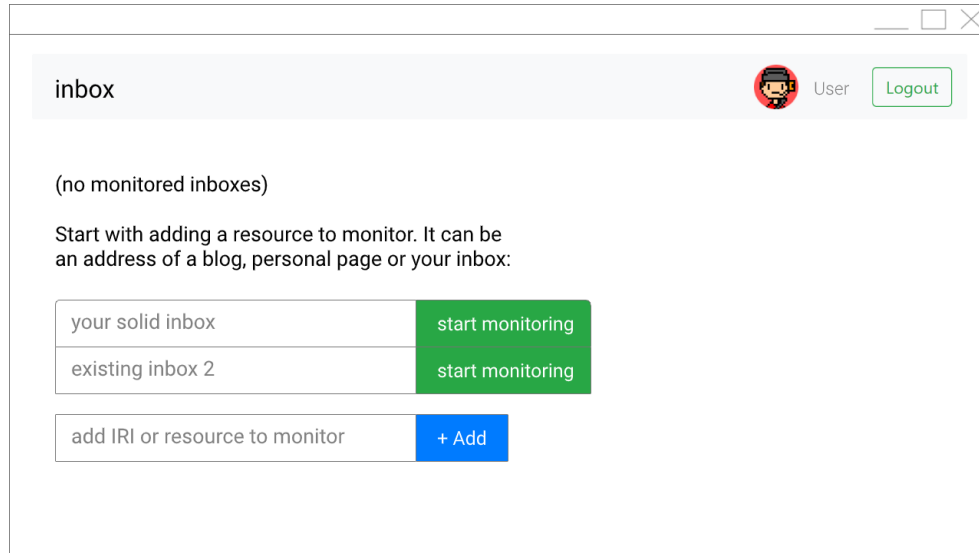 inbox
User
Logout
(no monitored inboxes)
Start with adding a resource to monitor. It can be
an address of a blog, personal page or your inbox:
your solid inbox
start monitoring
existing inbox 2
start monitoring
add IRI or resource to monitor
+ Add